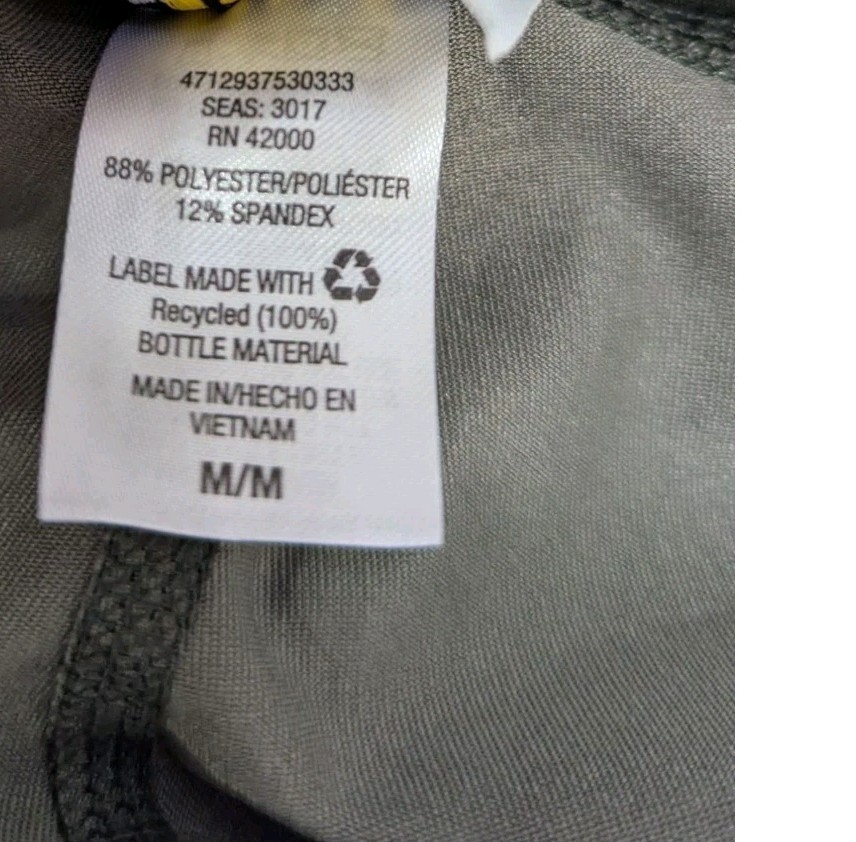 4712937530333
SEAS: 3017
RN 42000
88% POLYESTER/POLIÉSTER
12% SPANDEX
LABEL MADE WITH
Recycled (100%)
BOTTLE MATERIAL
MADE IN/HECHO EN
VIETNAM
M/M